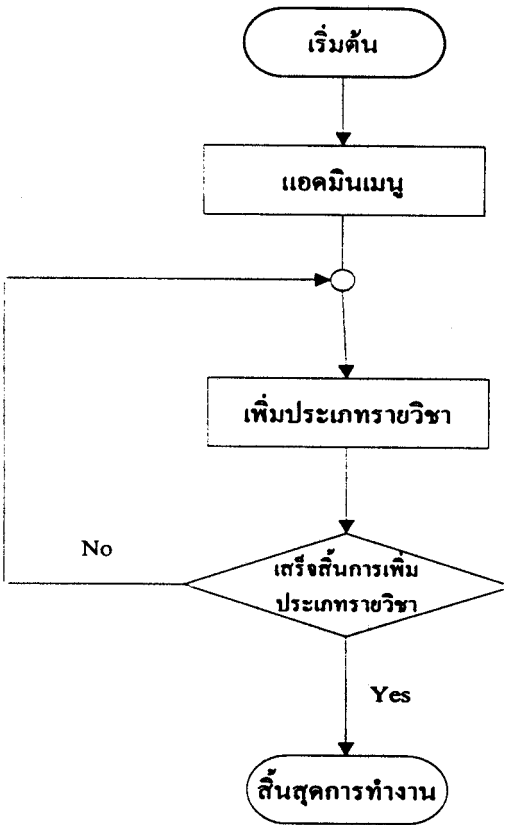 เริ่มต้น
แอดมินเมนู
เพิ่มประเภทรายวิชา
No
เสร็จสิ้นการเพิ่ม
ประเภทรายวิชา
Yes
สิ้นสุดการทำงาน